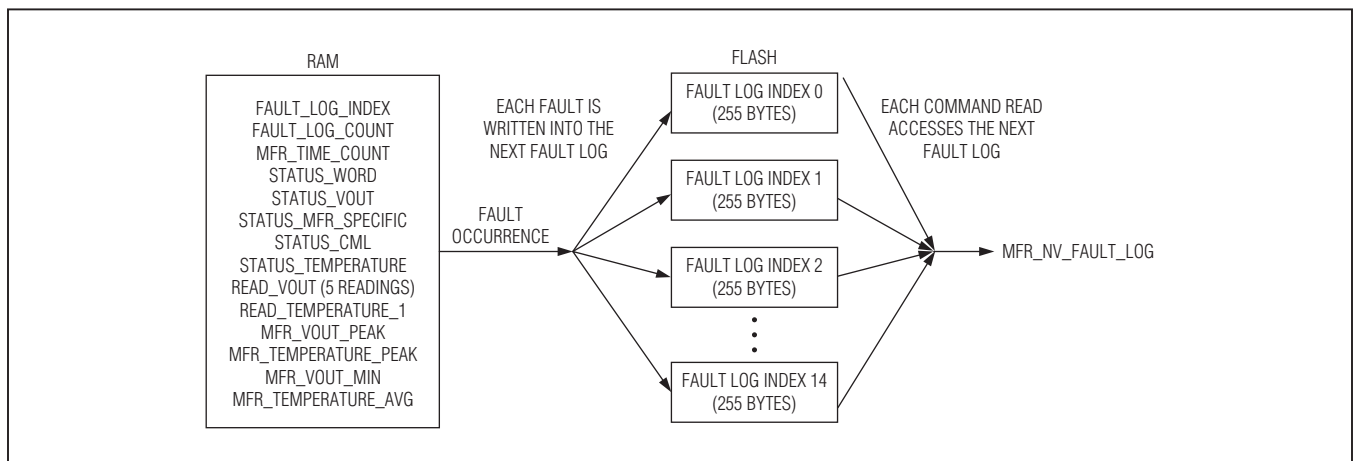 RAM
FAULT_LOG_INDEX
FAULT_LOG_COUNT
MFR_TIME_COUNT
STATUS_WORD
STATUS_VOUT
STATUS_MFR_SPECIFIC
STATUS_CML
STATUS_TEMPERATURE
READ_VOUT (5 READINGS)
READ_TEMPERATURE_1
MFR_VOUT_PEAK
MFR_TEMPERATURE_PEAK
MFR_VOUT_MIN
MFR_TEMPERATURE_AVG
FAULT
OCCURRENCE
EACH FAULT IS
WRITTEN INTO THE
NEXT FAULT LOG
FLASH
FAULT LOG INDEX 0
(255 BYTES)
FAULT LOG INDEX 1
(255 BYTES)
FAULT LOG INDEX 2
(255 BYTES)
FAULT LOG INDEX 14
(255 BYTES)
EACH COMMAND READ
ACCESSES THE NEXT
FAULT LOG
MFR_NV_FAULT_LOG